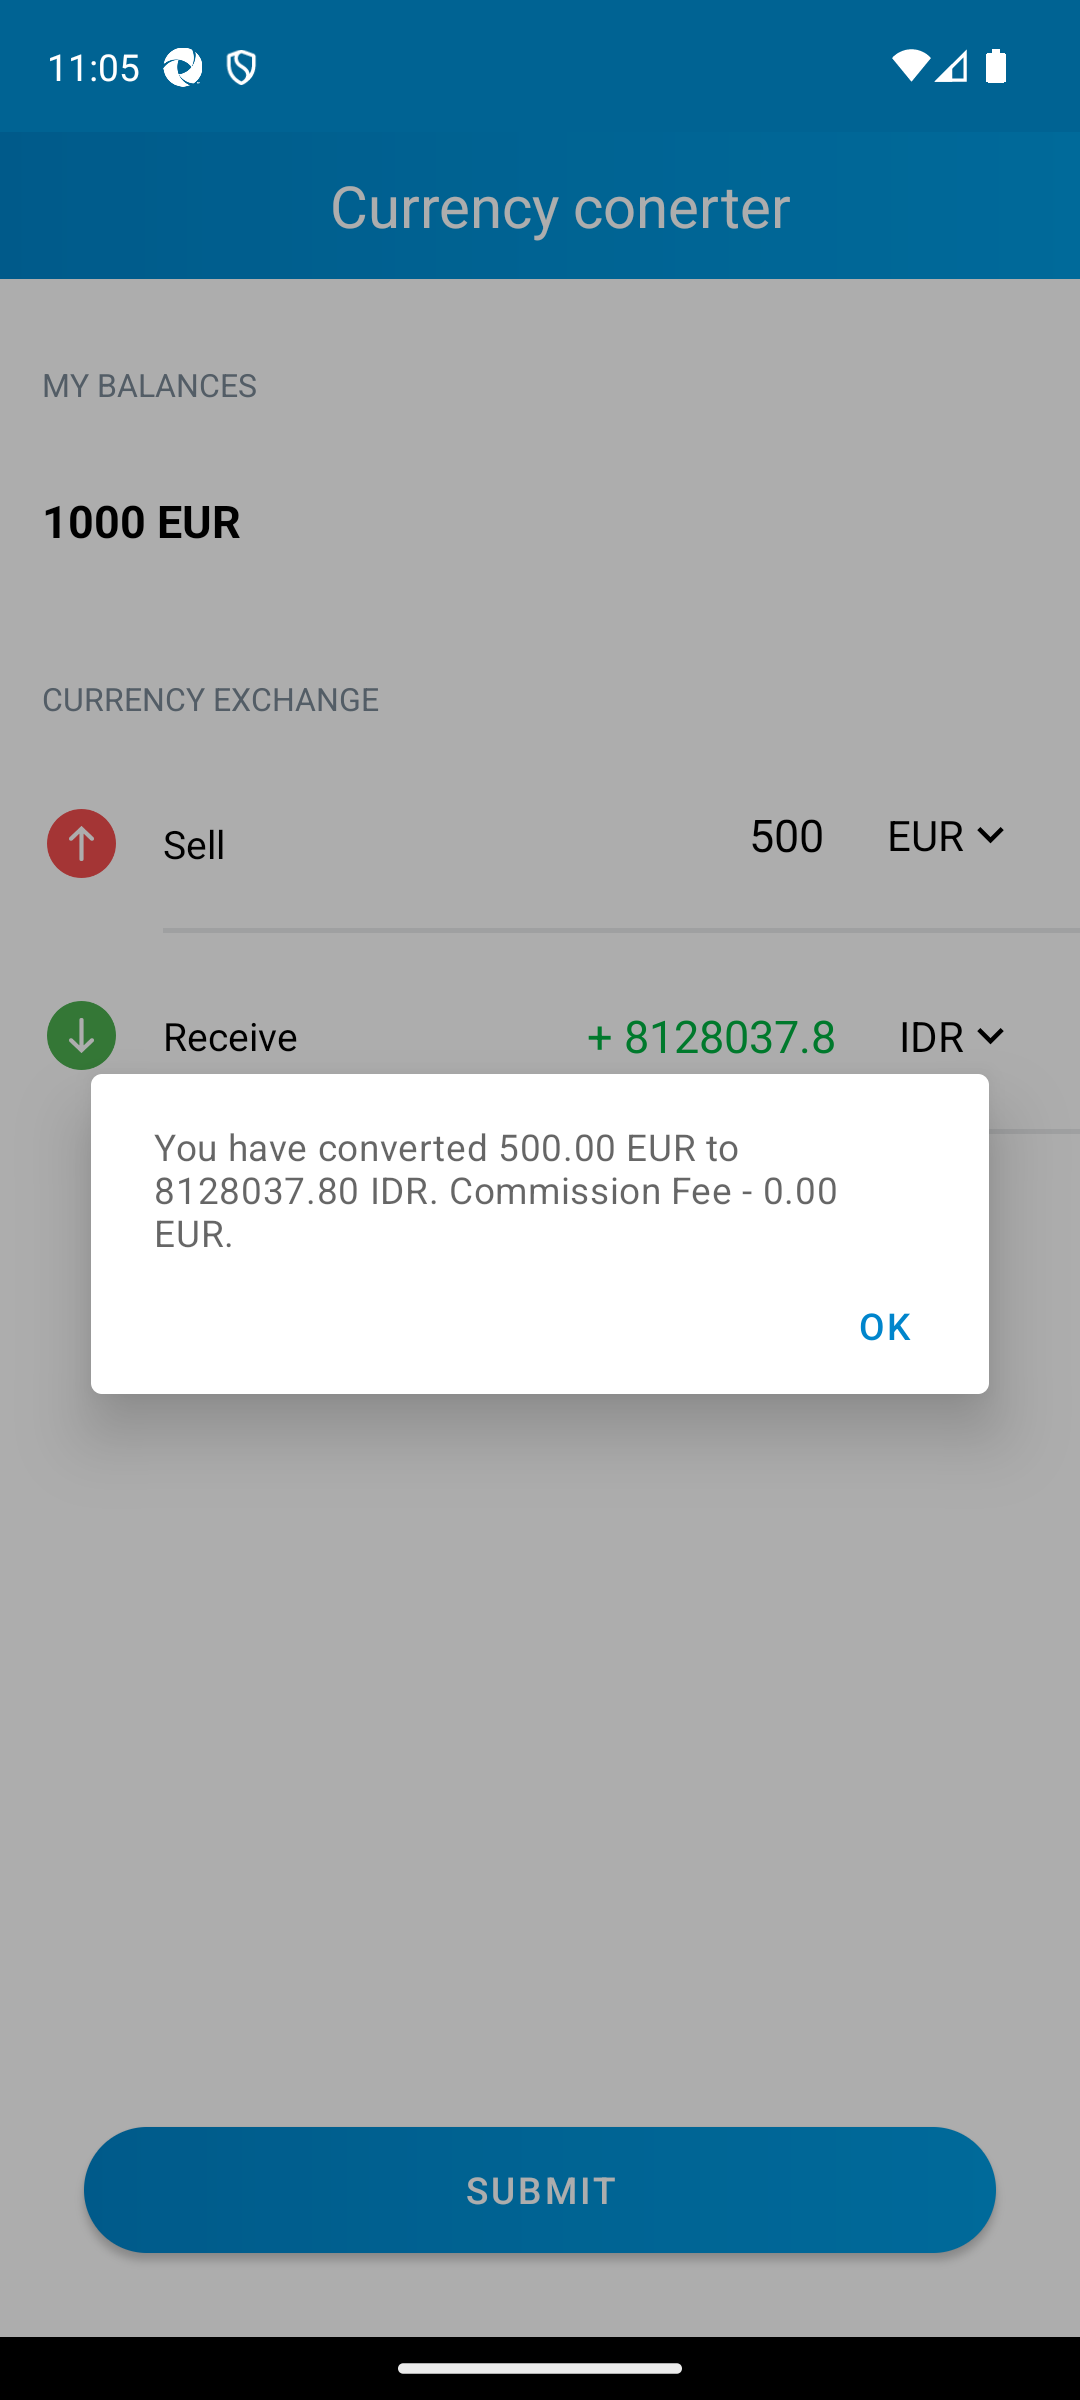 11:05
Currency conerter
MY BALANCES
1000 EUR
CURRENCY EXCHANGE
Sell 500 EUR
Receive + 8128037.8 IDR
You have converted 500.00 EUR to
8128037.80 IDR. Commission Fee - 0.00
EUR.
OK
SUBMIT